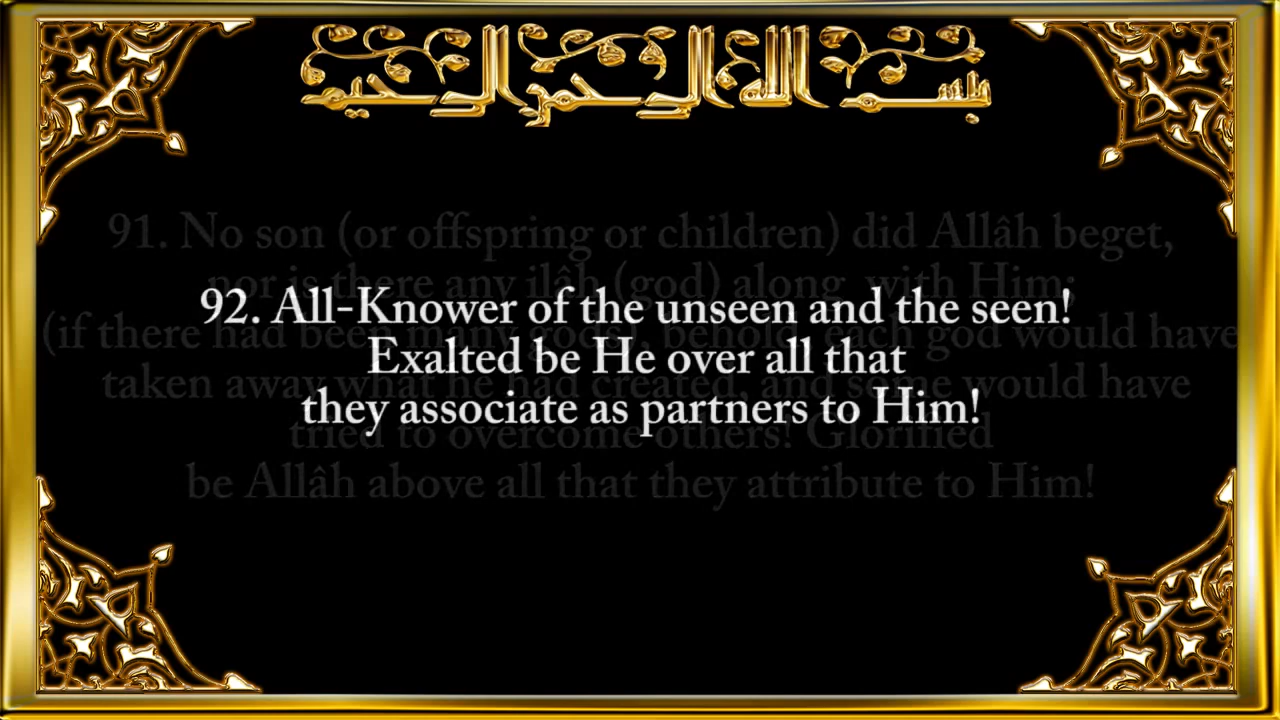 بسم الله الرحمن الرحيم
91. No son (or offspring or children) did Allâh beget,
nor is there any ilâh (god) along with Him;
(if there had been many gods), behold, each god would have
taken away what he had created, and some would have
tried to overcome others! Glorified
be Allâh above all that they attribute to Him!
92. All-Knower of the unseen and the seen!
Exalted be He over all that
they associate as partners to Him!